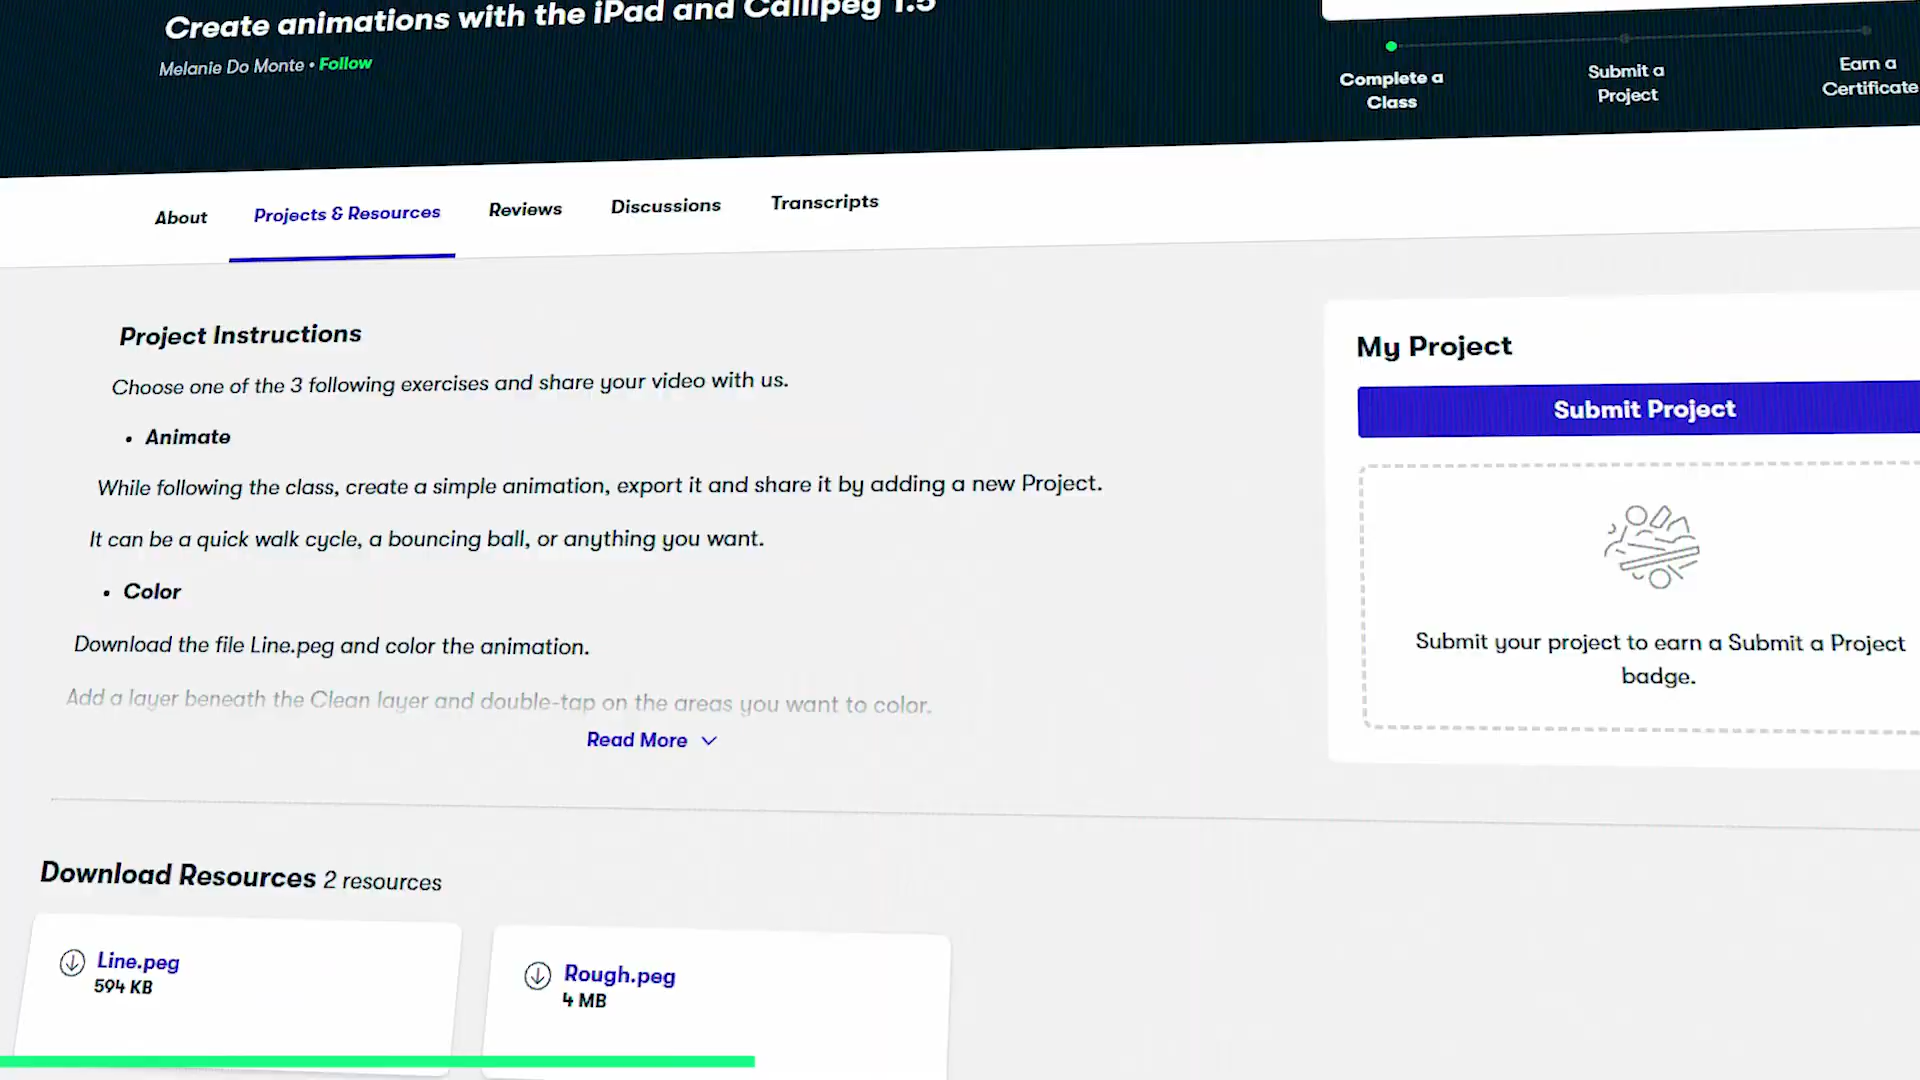 Create animations with the iPad and Callipeg 1.5
Melanie Do Monte • Follow
Complete a
Class
Submit a
Project
Earn a
Certificate
About
Projects & Resources
Reviews
Discussions
Transcripts
Project Instructions
Choose one of the 3 following exercises and share your video with us.
• Animate
While following the class, create a simple animation, export it and share it by adding a new Project.
It can be a quick walk cycle, a bouncing ball, or anything you want.
• Color
Download the file Line.peg and color the animation.
Add a layer beneath the Clean layer and double-tap on the areas you want to color.
Read More
My Project
Submit Project
Submit your project to earn a Submit a Project
badge.
Download Resources 2 resources
Line.peg
594 KB
Rough.peg
4 MB